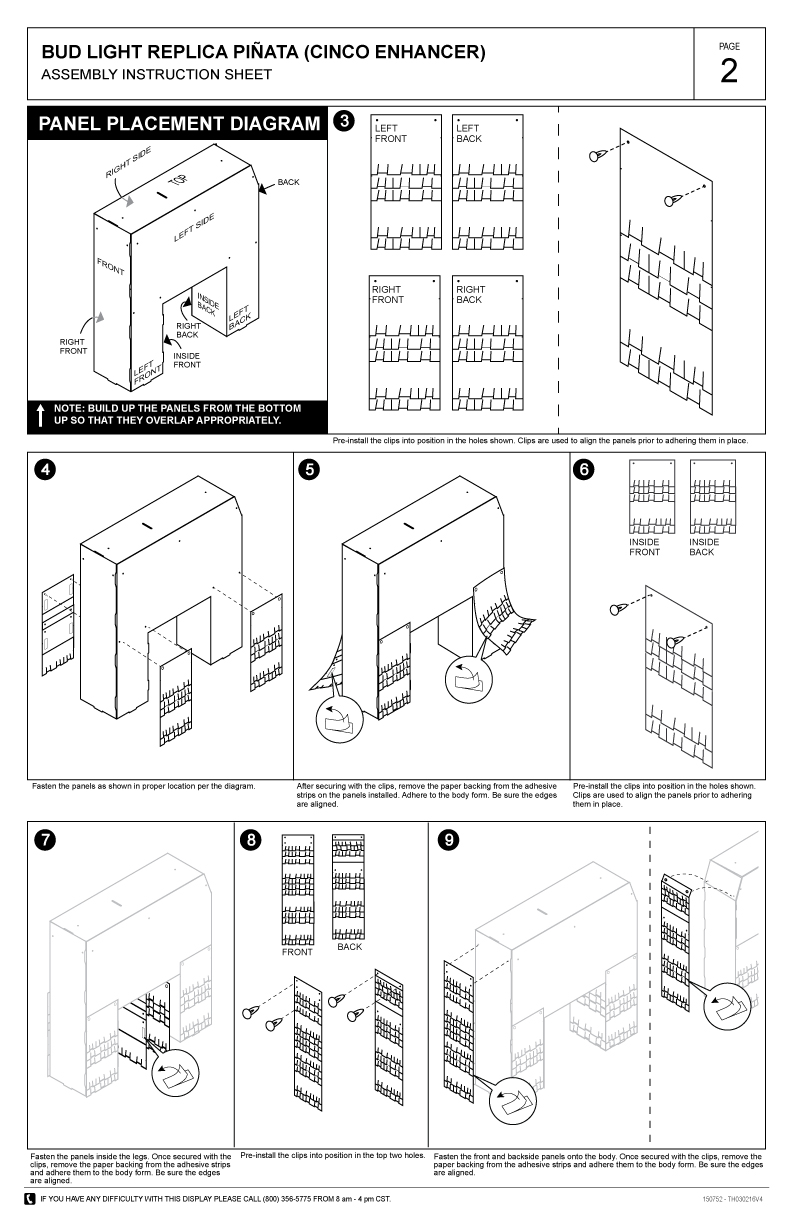 BUD LIGHT REPLICA PIÑATA (CINCO ENHANCER)
ASSEMBLY INSTRUCTION SHEET
PAGE
2
PANEL PLACEMENT DIAGRAM
RIGHT SIDE
TOP
BACK
LEFT SIDE
FRONT
INSIDE
BACK
LEFT
BACK
RIGHT
BACK
RIGHT
FRONT
INSIDE
FRONT
LEFT
FRONT
NOTE: BUILD UP THE PANELS FROM THE BOTTOM
UP SO THAT THEY OVERLAP APPROPRIATELY.
3
LEFT
FRONT
LEFT
BACK
RIGHT
FRONT
RIGHT
BACK
Pre-install the clips into position in the holes shown. Clips are used to align the panels prior to adhering them in place.
4
Fasten the panels as shown in proper location per the diagram.
5
After securing with the clips, remove the paper backing from the adhesive
strips on the panels installed. Adhere to the body form. Be sure the edges
are aligned.
6
INSIDE
FRONT
INSIDE
BACK
Pre-install the clips into position in the holes shown.
Clips are used to align the panels prior to adhering
them in place.
7
Fasten the panels inside the legs. Once secured with the
clips, remove the paper backing from the adhesive strips
and adhere them to the body form. Be sure the edges
are aligned.
8
FRONT
BACK
Pre-install the clips into position in the top two holes.
9
Fasten the front and backside panels onto the body. Once secured with the clips, remove the
paper backing from the adhesive strips and adhere them to the body form. Be sure the edges
are aligned.
IF YOU HAVE ANY DIFFICULTY WITH THIS DISPLAY PLEASE CALL (800) 356-5775 FROM 8 am - 4 pm CST.
150752 - TH030216V4